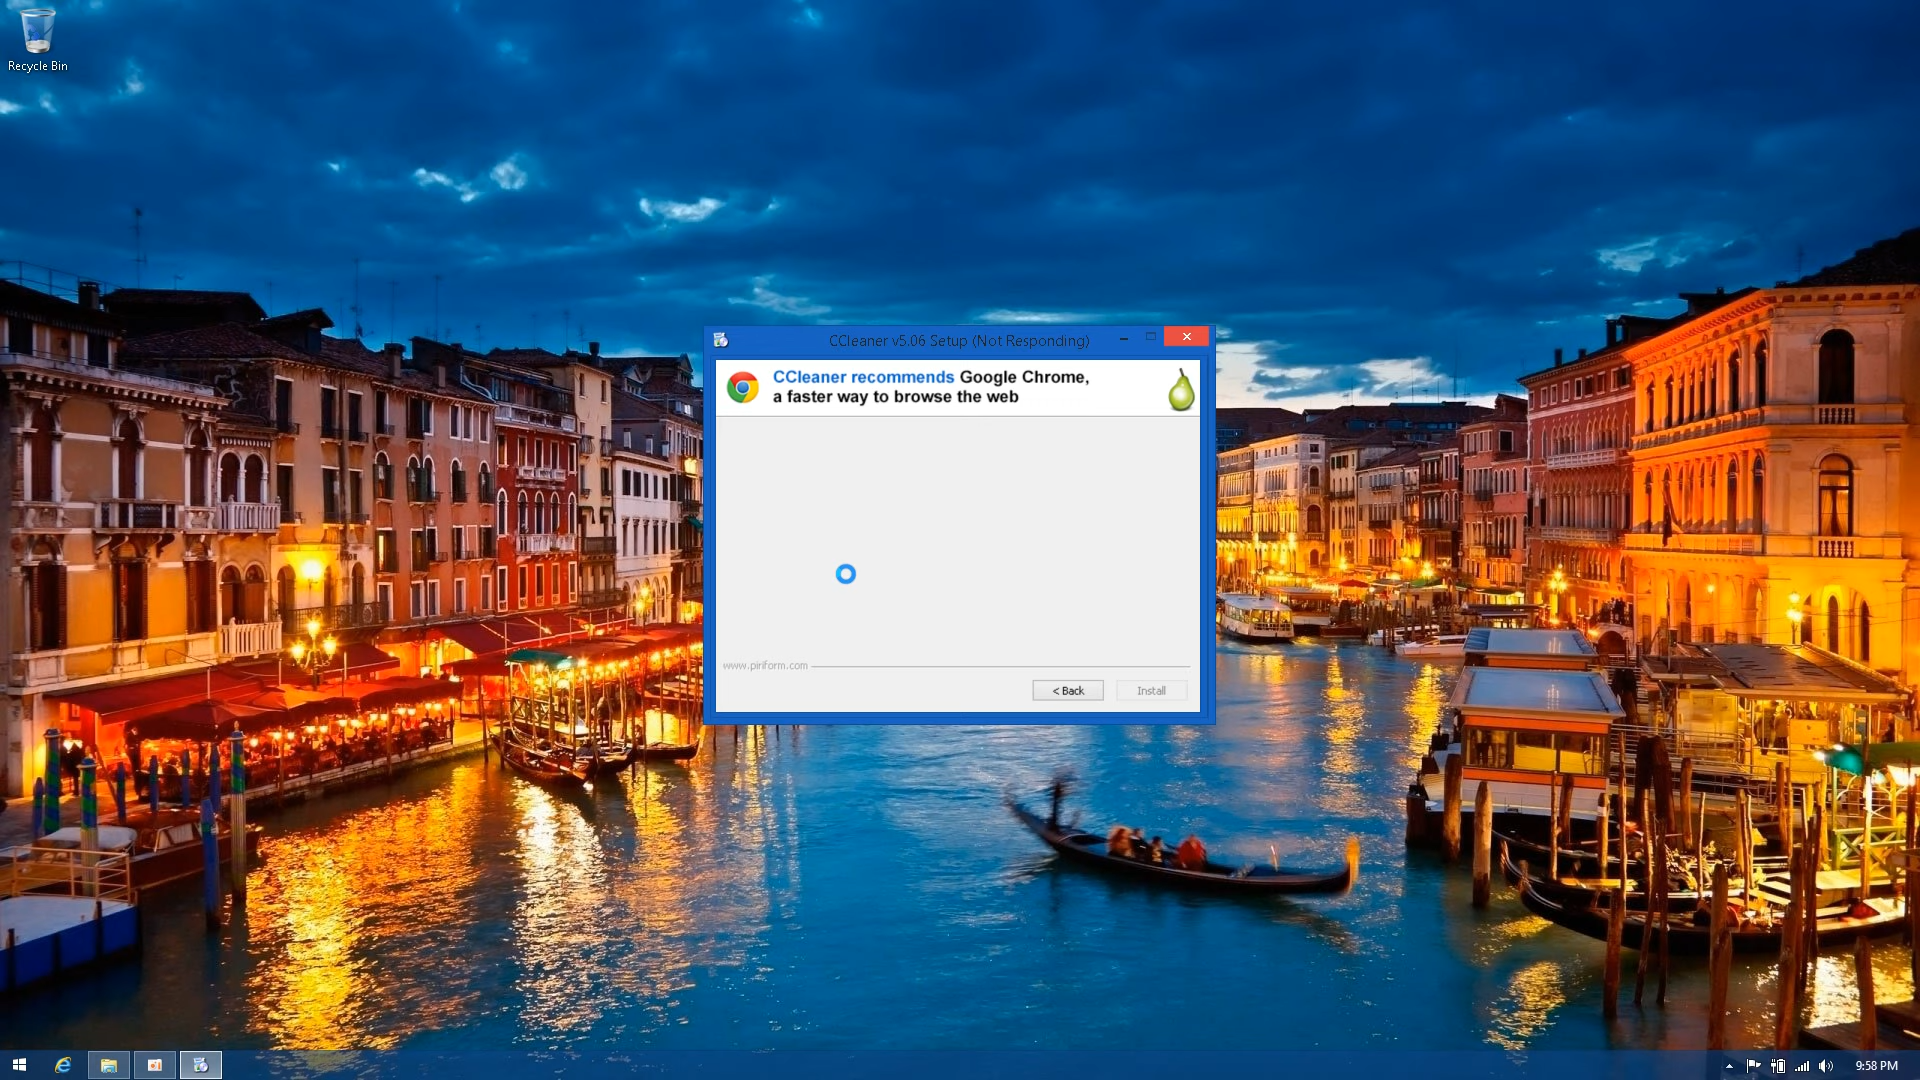 Recycle Bin
CCleaner v5.06 Setup (Not Responding)
CCleaner recommends Google Chrome,
a faster way to browse the web
www.piriform.com
< Back
Install
9:58 PM